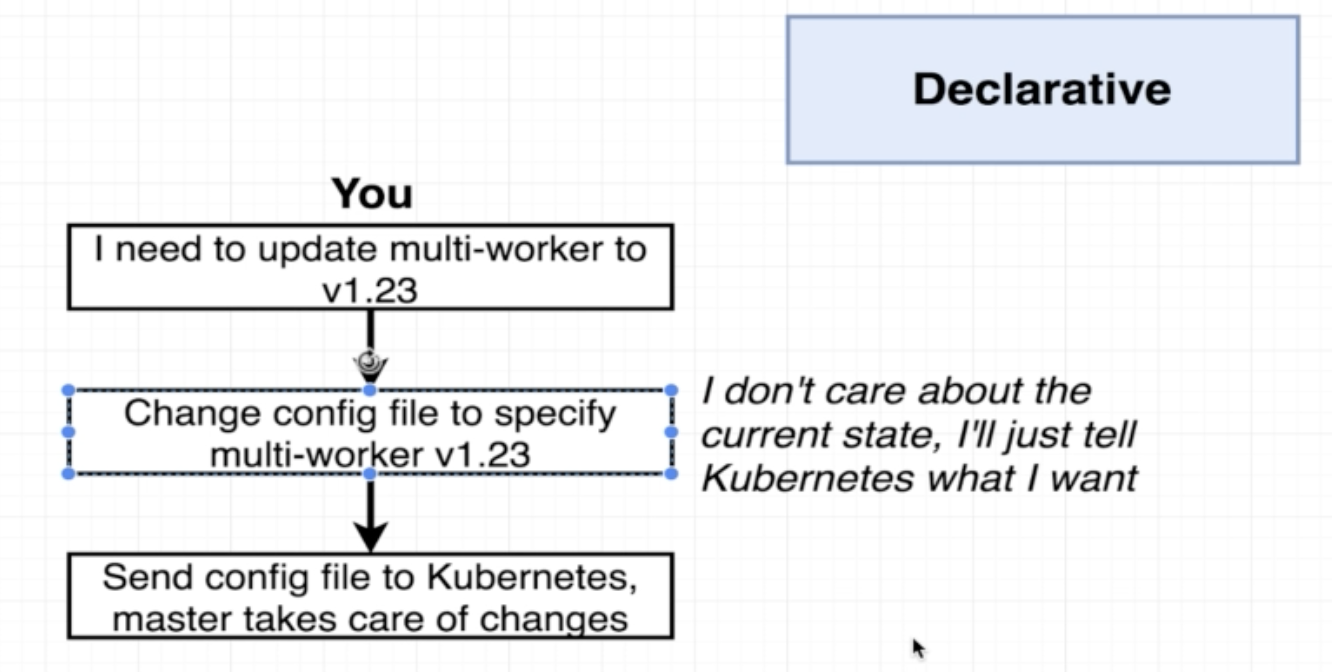 Declarative
You
I need to update multi-worker to
v1.23
Change config file to specify
multi-worker v1.23
I don't care about the
current state, I'll just tell
Kubernetes what I want
Send config file to Kubernetes,
master takes care of changes